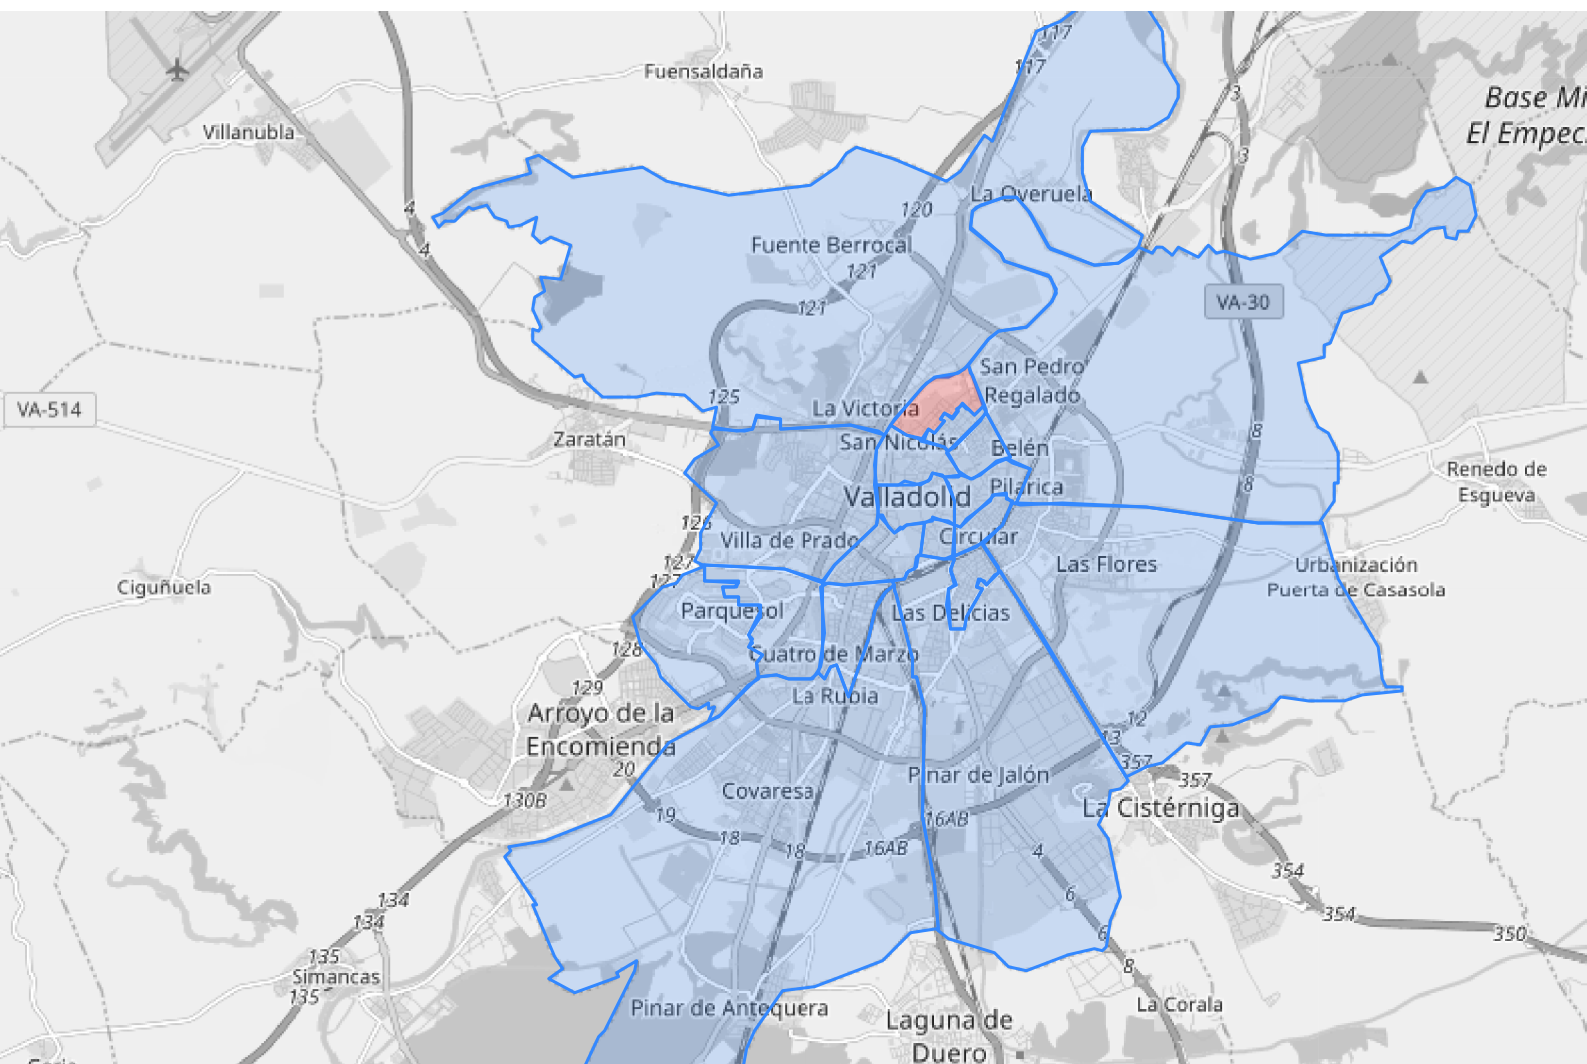 117
117
Fuensaldaña
3
Base Mi
El Empec
Villanubla
3
La Overuela
4
120
4
Fuente Berrocal
121
VA-30
121
San Pedro
Regalado
125
La Victoria
VA-514
Zaratán
San Nicolás
Belén
8
Renedo de
Esgueva
Valladolid
Pilarica
8
126
Villa de Prado
Circular
127
127
Las Flores
Urbanización
Puerta de Casasola
Ciguñuela
Parquesol
Las Delicias
128
Cuatro de Marzo
129
La Rubia
Arroyo de la
Encomienda
12
13
357
20
Pinar de Jalón
357
130B
Covaresa
La Cistérniga
19
16AB
18
18
16AB
4
354
134
6
134
354
6
350
135
Simancas
8
135
Pinar de Antequera
La Corala
Laguna de
Duero